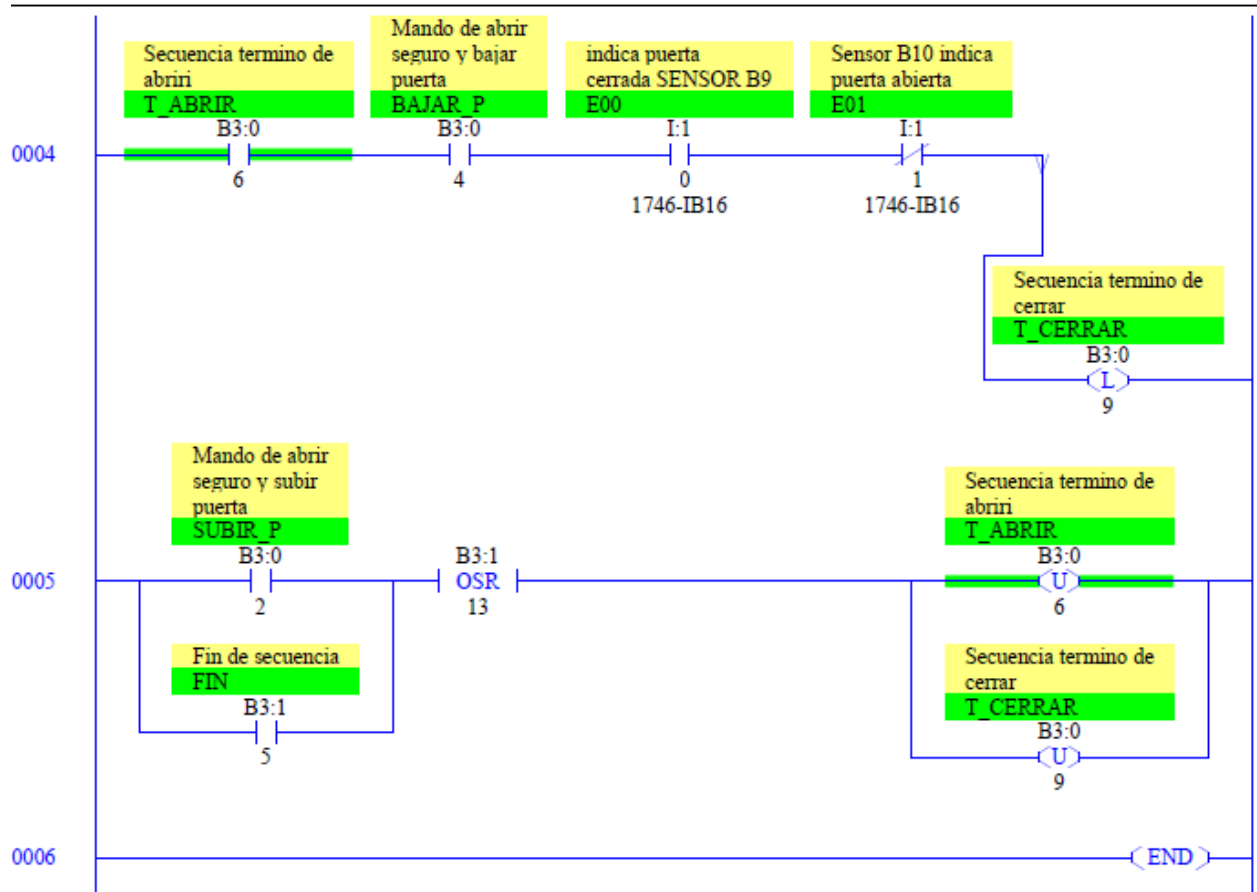 Secuencia termino de
abriri
T_ABRIR
B3:0
6
Mando de abrir
seguro y bajar
puerta
BAJAR_P
B3:0
4
indica puerta
cerrada SENSOR B9
E00
I:1
0
1746-IB16
Sensor B10 indica
puerta abierta
E01
I:1
1
1746-IB16
0004
Secuencia termino de
cerrar
T_CERRAR
B3:0
L
9
Mando de abrir
seguro y subir
puerta
SUBIR_P
B3:0
2
B3:1
OSR
13
Secuencia termino de
abriri
T_ABRIR
B3:0
U
6
0005
Fin de secuencia
FIN
B3:1
5
Secuencia termino de
cerrar
T_CERRAR
B3:0
U
9
0006
END